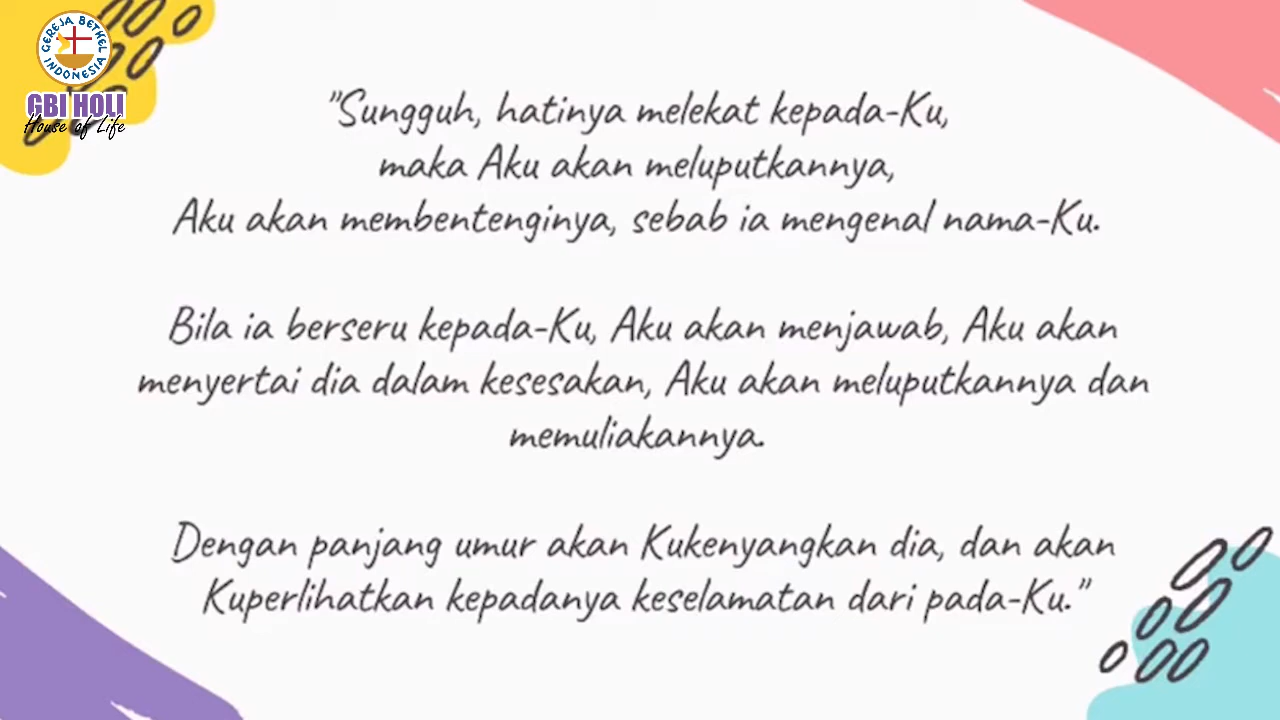 GEREJA BETHEL INDONESIA
GBI HOLI
House of Life
"Sungguh, hatinya melekat kepada-Ku,
maka Aku akan meluputkannya,
Aku akan membentenginya, sebab ia mengenal nama-Ku.
Bila ia berseru kepada-Ku, Aku akan menjawab, Aku akan
menyertai dia dalam kesesakan, Aku akan meluputkannya dan
memuliakannya.
Dengan panjang umur akan Kukenyangkan dia, dan akan
Kuperlihatkan kepadanya keselamatan dari pada-Ku."